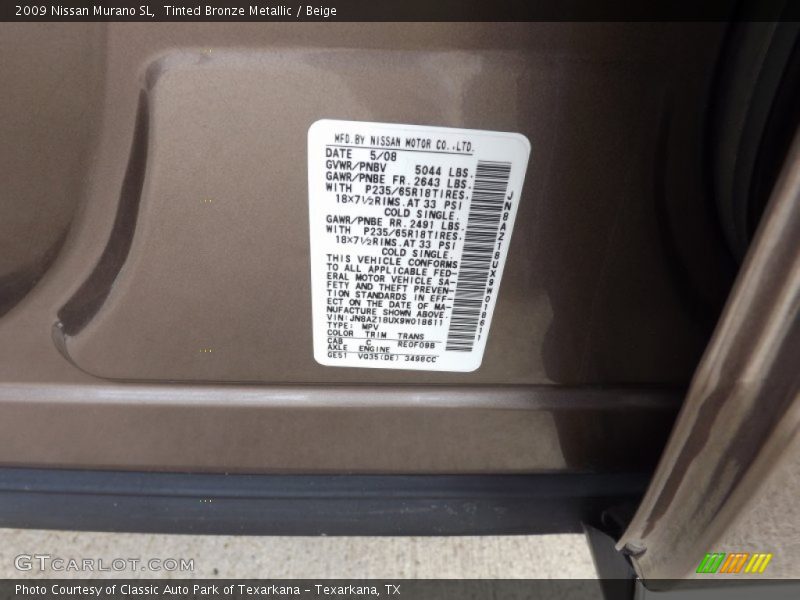 2009 Nissan Murano SL,  Tinted Bronze Metallic / Beige
MFD.BY NISSAN MOTOR CO.,LTD.
DATE 5/08
GVWR/PNBV 5044 LBS.
GAWR/PNBE FR. 2643 LBS.
WITH P235/65R18TIRES.
18×7½RIMS.AT 33 PSI
COLD SINGLE.
GAWR/PNBE RR. 2491 LBS.
WITH P235/65R18TIRES.
18×7½RIMS.AT 33 PSI
COLD SINGLE.
THIS VEHICLE CONFORMS
TO ALL APPLICABLE FED-
ERAL MOTOR VEHICLE SA-
FETY AND THEFT PREVEN-
TION STANDARDS IN EFF-
ECT ON THE DATE OF MA-
NUFACTURE SHOWN ABOVE.
VIN:JN8AZ18UX9W018611
TYPE: MPV
COLOR TRIM TRANS
CAB C RE0F09B
AXLE ENGINE
GE51 VQ35(DE) 3498CC
JN8AZ18UX9W018611
GTCARLOT.COM
Photo Courtesy of Classic Auto Park of Texarkana – Texarkana, TX